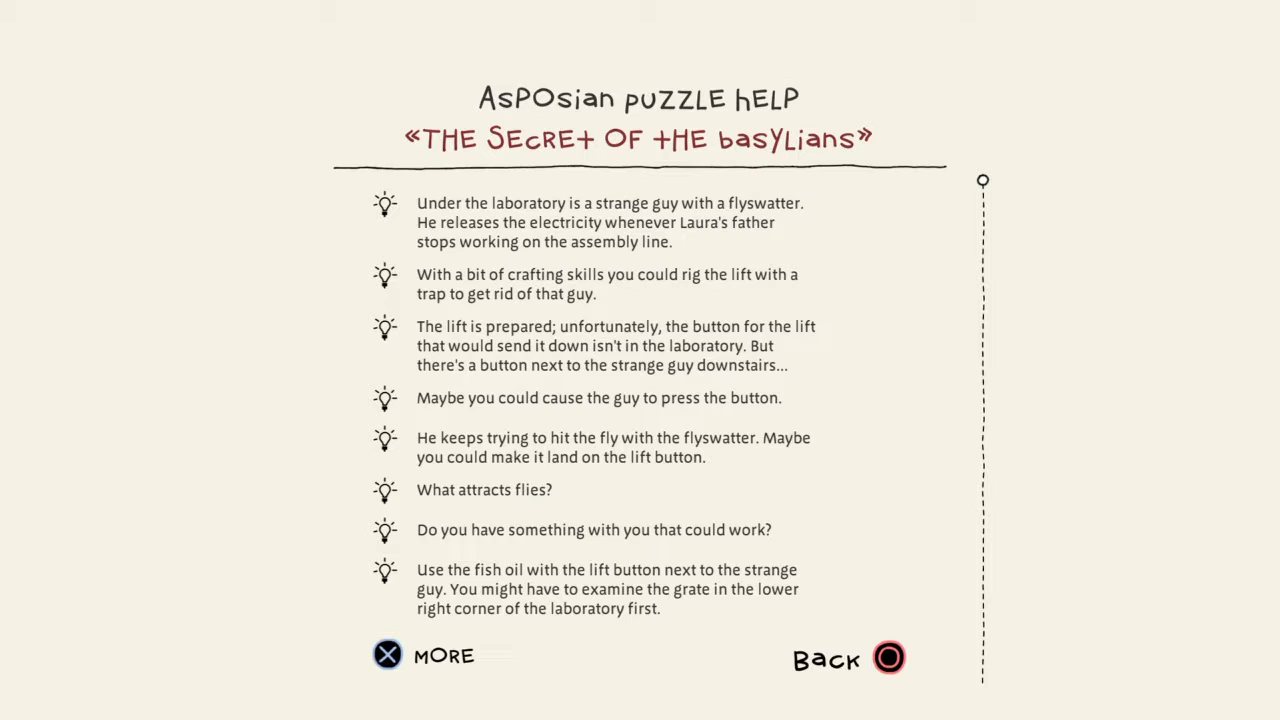 AsPOsian pUZZLE hELP
«THE SEcRE+ OF tHE basYLians»
Under the laboratory is a strange guy with a flyswatter.
He releases the electricity whenever Laura's father
stops working on the assembly line.
With a bit of crafting skills you could rig the lift with a
trap to get rid of that guy.
The lift is prepared; unfortunately, the button for the lift
that would send it down isn't in the laboratory. But
there's a button next to the strange guy downstairs...
Maybe you could cause the guy to press the button.
He keeps trying to hit the fly with the flyswatter. Maybe
you could make it land on the lift button.
What attracts flies?
Do you have something with you that could work?
Use the fish oil with the lift button next to the strange
guy. You might have to examine the grate in the lower
right corner of the laboratory first.
MORE
Back